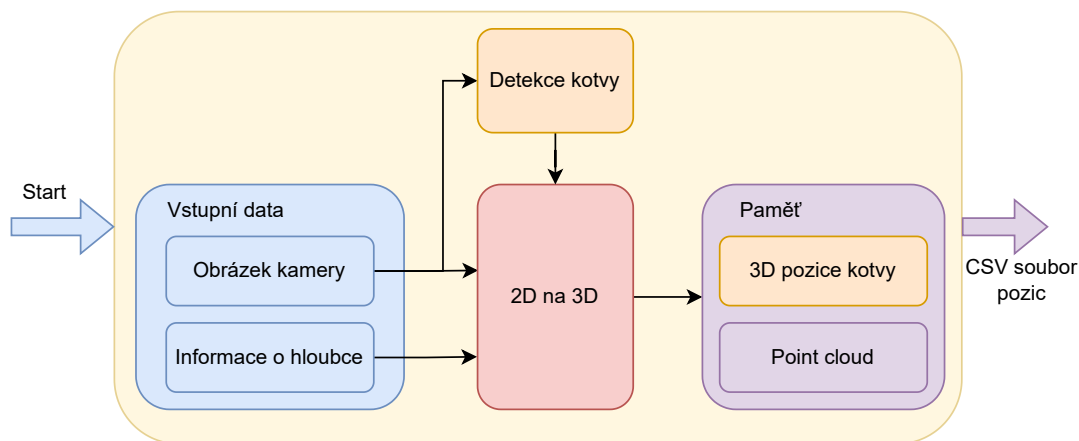 Start
Detekce kotvy
Vstupní data
Obrázek kamery
Informace o hloubce
2D na 3D
Paměť
3D pozice kotvy
Point cloud
CSV soubor
pozic